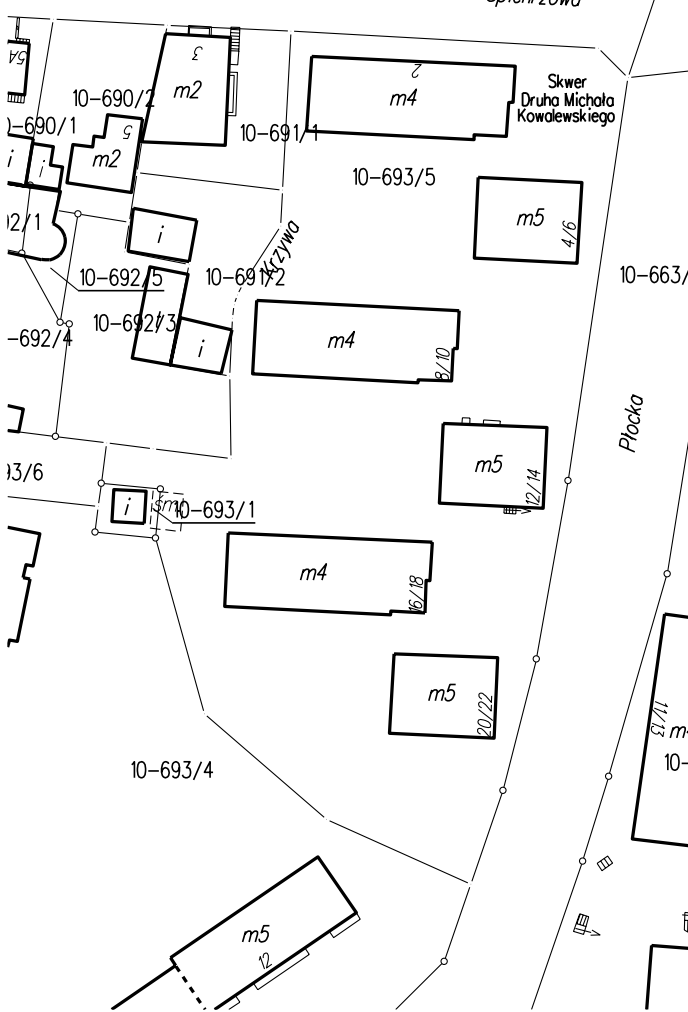 5A
3
m2
10-690/2
5
m2
10-691/1
2
m4
Skwer
Druha Michała
Kowalewskiego
i
i
10-693/5
m5
4/6
i
10-692/5
10-691/2
Krzywa
10-663/
10-692/3
i
i
-692/4
m4
8/10
Płocka
m5
12/14
i
śmt
10-693/1
m4
16/18
m5
20/22
11/13
10-693/4
m5
12